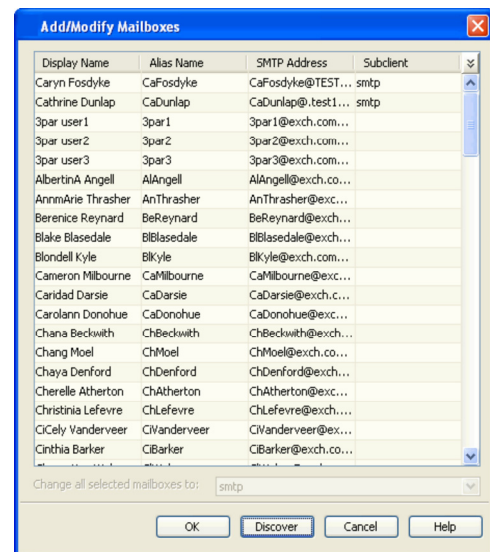 Add/Modify Mailboxes
Display Name Alias Name SMTP Address Subclient
Caryn Fosdyke CaFosdyke CaFosdyke@TEST... smtp
Cathrine Dunlap CaDunlap CaDunlap@.test1... smtp
3par user1 3par1 3par1@exch.com...
3par user2 3par2 3par2@exch.com...
3par user3 3par3 3par3@exch.com...
AlbertinA Angell AlAngell AlAngell@exch.co...
AnnmArie Thrasher AnThrasher AnThrasher@exc...
Berenice Reynard BeReynard BeReynard@exch...
Blake Blasedale BlBlasedale BlBlasedale@exch...
Blondell Kyle BlKyle BlKyle@exch.com...
Cameron Milbourne CaMilbourne CaMilbourne@exc...
Caridad Darsie CaDarsie CaDarsie@exch.c...
Carolann Donohue CaDonohue CaDonohue@exc...
Chana Beckwith ChBeckwith ChBeckwith@exch...
Chang Moel ChMoel ChMoel@exch.co...
Chaya Denford ChDenford ChDenford@exch...
Cherelle Atherton ChAtherton ChAtherton@exc...
Christinia Lefevre ChLefevre ChLefevre@exch....
CiCely Vanderveer CiVanderveer CiVanderveer@ex...
Cinthia Barker CiBarker CiBarker@exch.co...
Change all selected mailboxes to: smtp
OK Discover Cancel Help